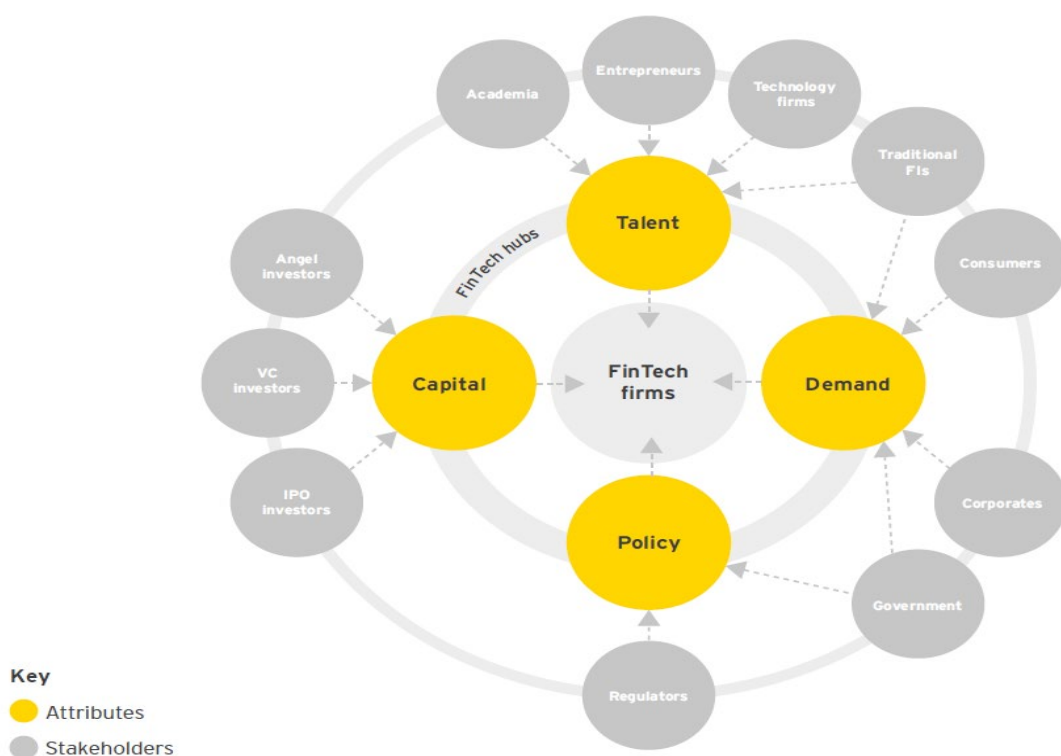 Entrepreneurs
Academia
Technology
firms
Traditional
FIs
Talent
FinTech hubs
Angel
investors
Consumers
VC
investors
Capital
FinTech
firms
Demand
IPO
investors
Corporates
Policy
Government
Regulators
Key
Attributes
Stakeholders